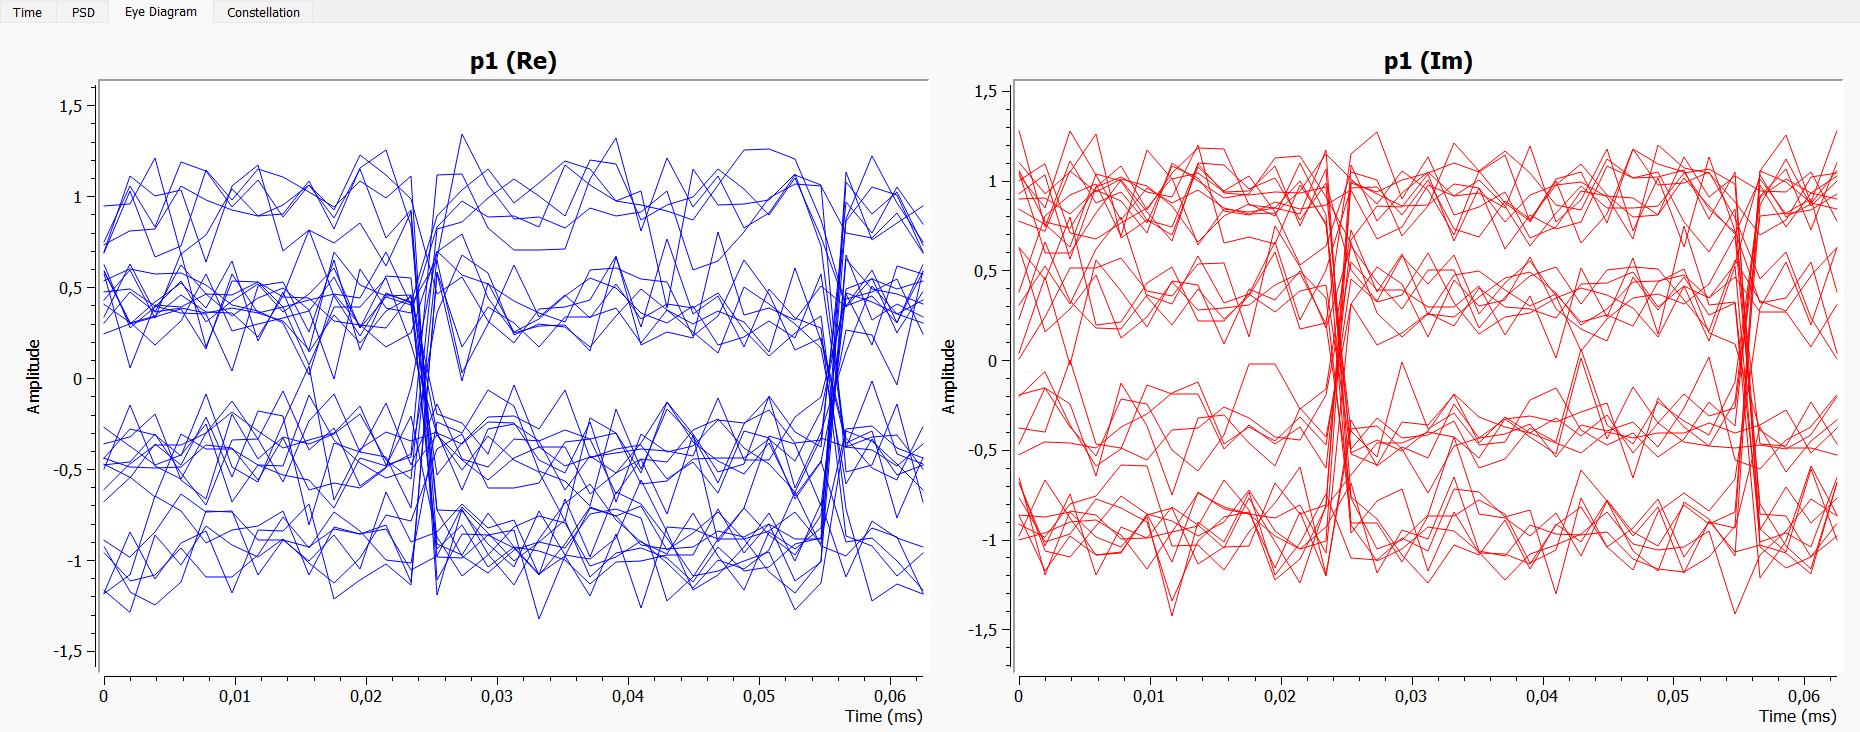 Time PSD Eye Diagram Constellation
p1 (Re)
Amplitude
1,5
1
0,5
0
-0,5
-1
-1,5
0 0,01 0,02 0,03 0,04 0,05 0,06
Time (ms)
p1 (Im)
Amplitude
1,5
1
0,5
0
-0,5
-1
-1,5
0 0,01 0,02 0,03 0,04 0,05 0,06
Time (ms)